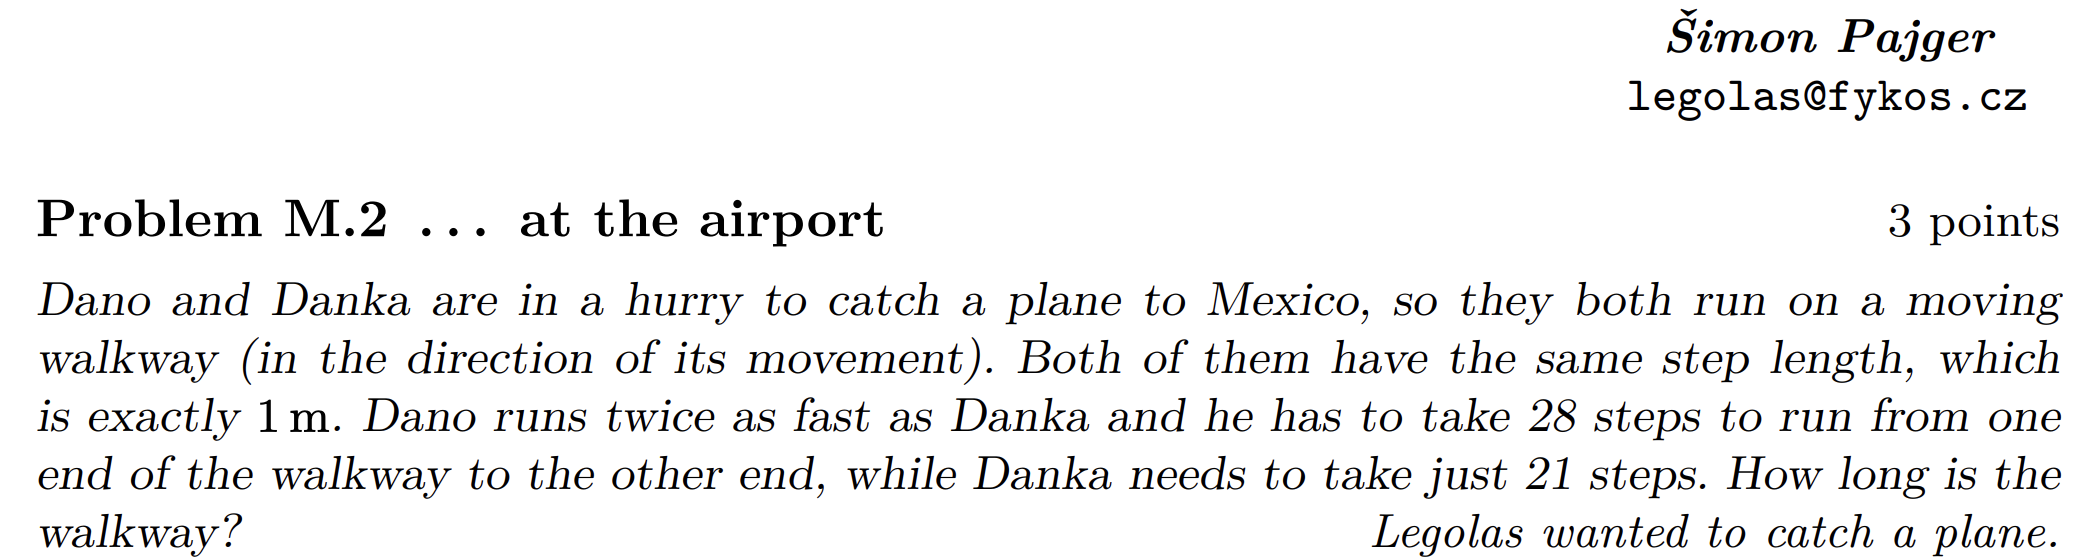 Šimon Pajger
legolas@fykos.cz
Problem M.2 ... at the airport 3 points
Dano and Danka are in a hurry to catch a plane to Mexico, so they both run on a moving
walkway (in the direction of its movement). Both of them have the same step length, which
is exactly 1 m. Dano runs twice as fast as Danka and he has to take 28 steps to run from one
end of the walkway to the other end, while Danka needs to take just 21 steps. How long is the
walkway? Legolas wanted to catch a plane.